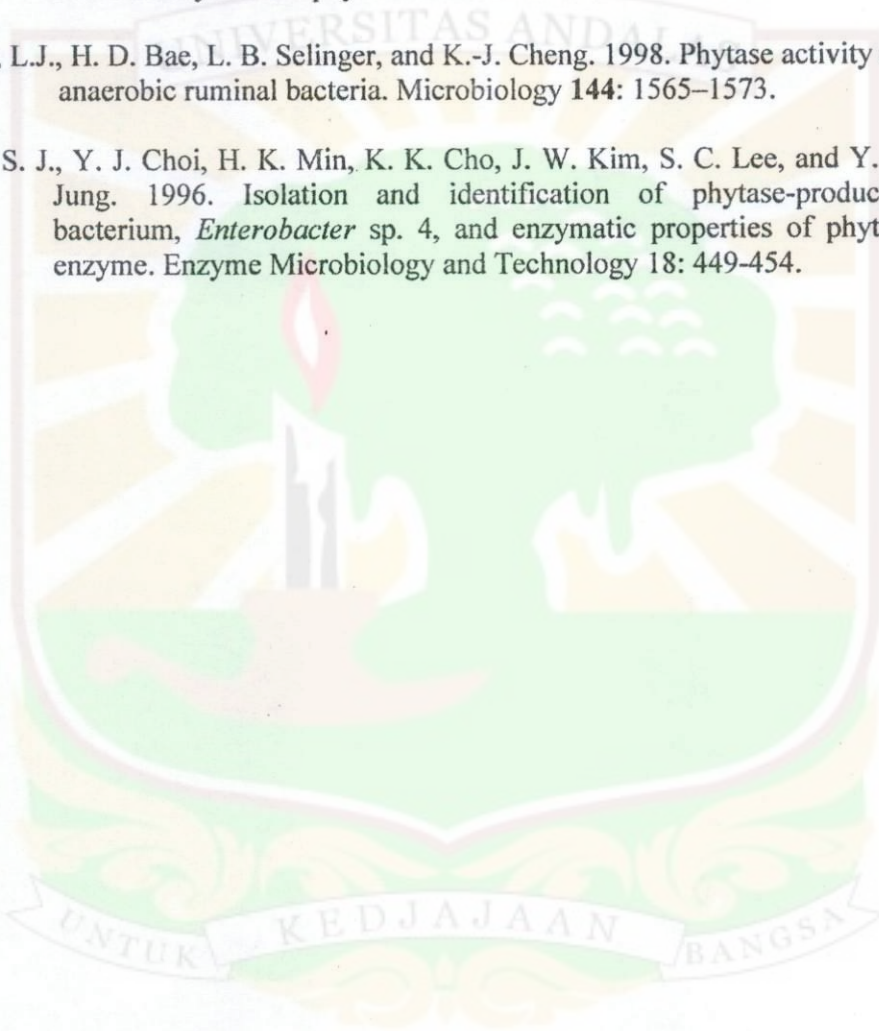 UNIVERSITAS ANDALAS
L.J., H. D. Bae, L. B. Selinger, and K.-J. Cheng. 1998. Phytase activity
anaerobic ruminal bacteria. Microbiology 144: 1565–1573.
S. J., Y. J. Choi, H. K. Min, K. K. Cho, J. W. Kim, S. C. Lee, and Y.
Jung. 1996. Isolation and identification of phytase-produc
bacterium, Enterobacter sp. 4, and enzymatic properties of phyt
enzyme. Enzyme Microbiology and Technology 18: 449-454.
UNTUK KEDJAJAAN BANGSA